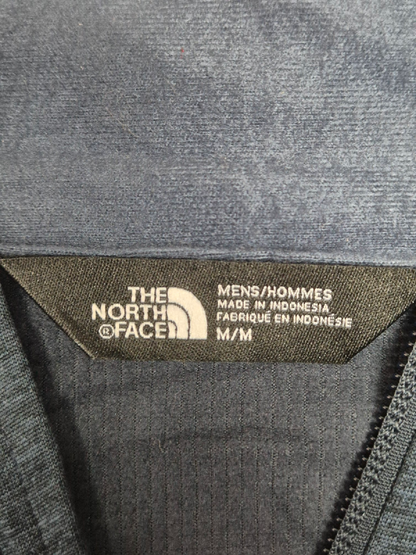 THE
NORTH
® FACE
MENS/HOMMES
MADE IN INDONESIA
FABRIQUÉ EN INDONÉSIE
M/M